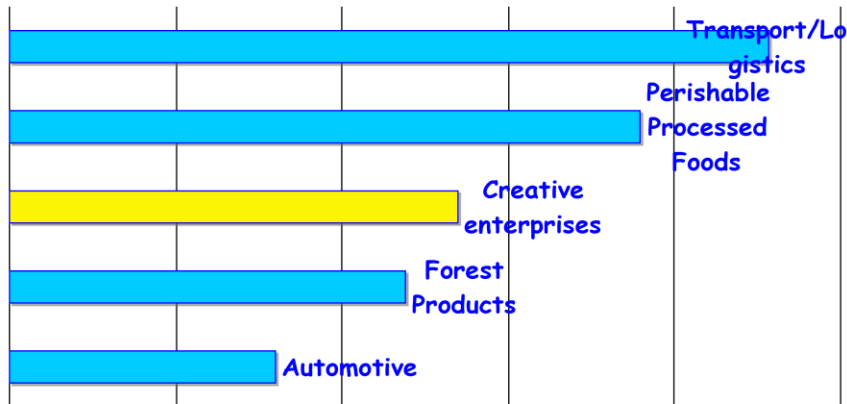 Transport/Lo
gistics
Perishable
Processed
Foods
Creative
enterprises
Forest
Products
Automotive